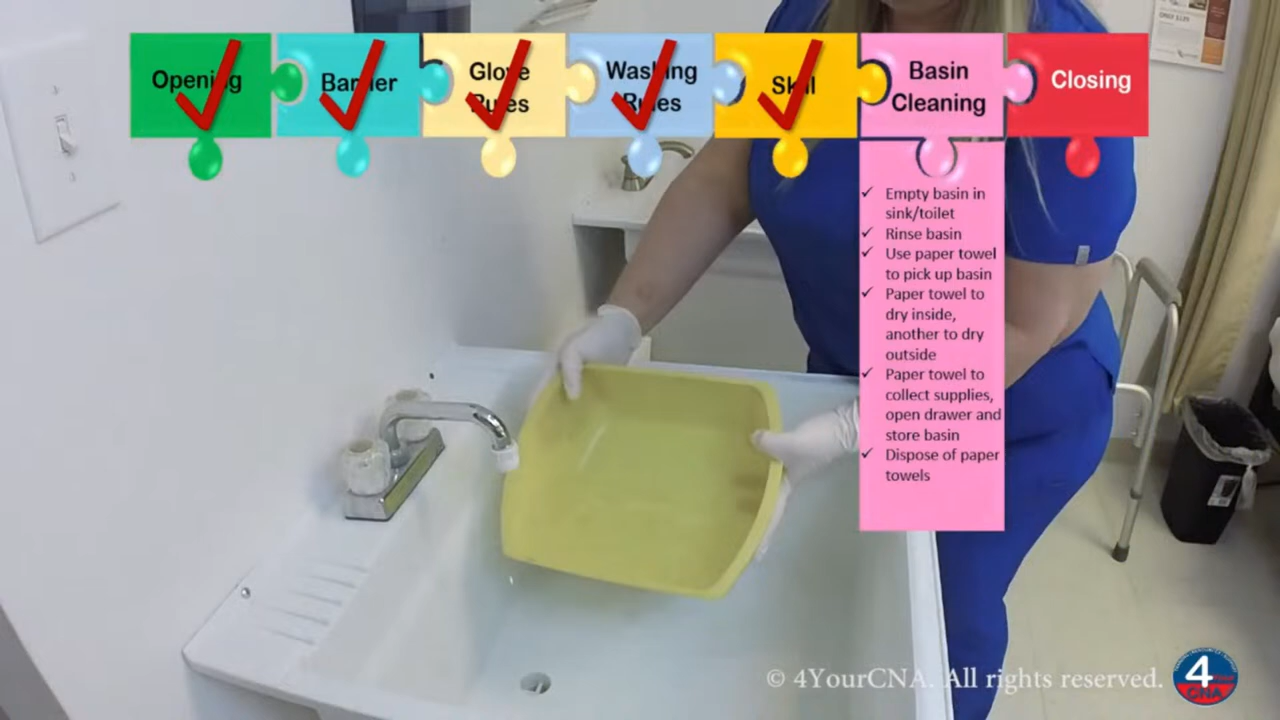 Opening
Barrier
Glove
Rules
Washing
Rules
Skill
Basin
Cleaning
Closing
Empty basin in
sink/toilet
Rinse basin
Use paper towel
to pick up basin
Paper towel to
dry inside,
another to dry
outside
Paper towel to
collect supplies,
open drawer and
store basin
Dispose of paper
towels
© 4YourCNA. All rights reserved.
4
CNA